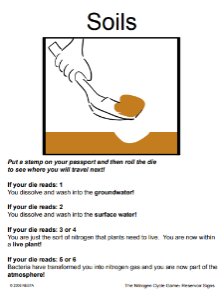 Soils
Put a stamp on your passport and then roll the die
to see where you will travel next!
If your die reads: 1
You dissolve and wash into the groundwater!
If your die reads: 2
You dissolve and wash into the surface water!
If your die reads: 3 or 4
You are just the sort of nitrogen that plants need to live. You are now within
a live plant!
If your die reads: 5 or 6
Bacteria have transformed you into nitrogen gas and you are now part of the
atmosphere!
The Nitrogen Cycle Game: Reservoir Signs